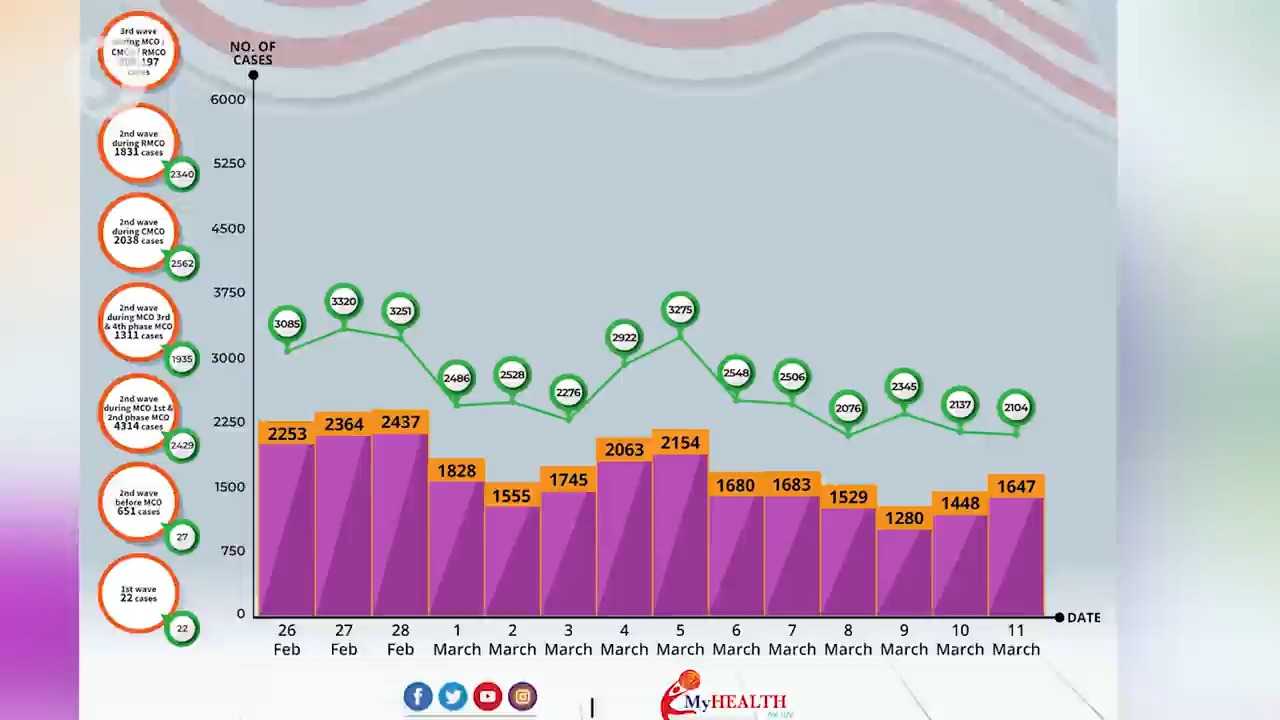 3rd wave
during MCO /
CMCO / RMCO
197
cases
2nd wave
during RMCO
1831 cases
2340
2nd wave
during CMCO
2038 cases
2562
2nd wave
during MCO 3rd
& 4th phase MCO
1311 cases
1935
2nd wave
during MCO 1st &
2nd phase MCO
4314 cases
2429
2nd wave
before MCO
651 cases
27
1st wave
22 cases
22
NO. OF
CASES
6000
5250
4500
3750
3000
2250
1500
750
0
3085
3320
3251
2486
2528
2276
2922
3275
2548
2506
2076
2345
2137
2104
2253
2364
2437
1828
1555
1745
2063
2154
1680
1683
1529
1280
1448
1647
DATE
26 27 28 1 2 3 4 5 6 7 8 9 10 11
Feb Feb Feb March March March March March March March March March March March
MyHEALTH